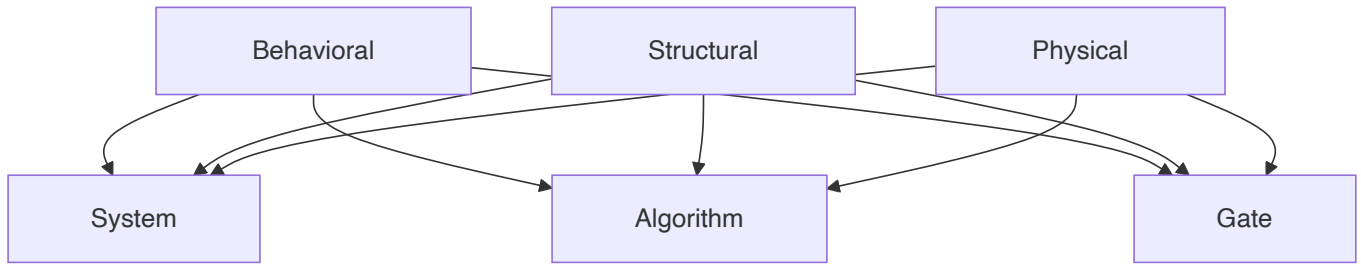 Behavioral
Structural
Physical
System
Algorithm
Gate